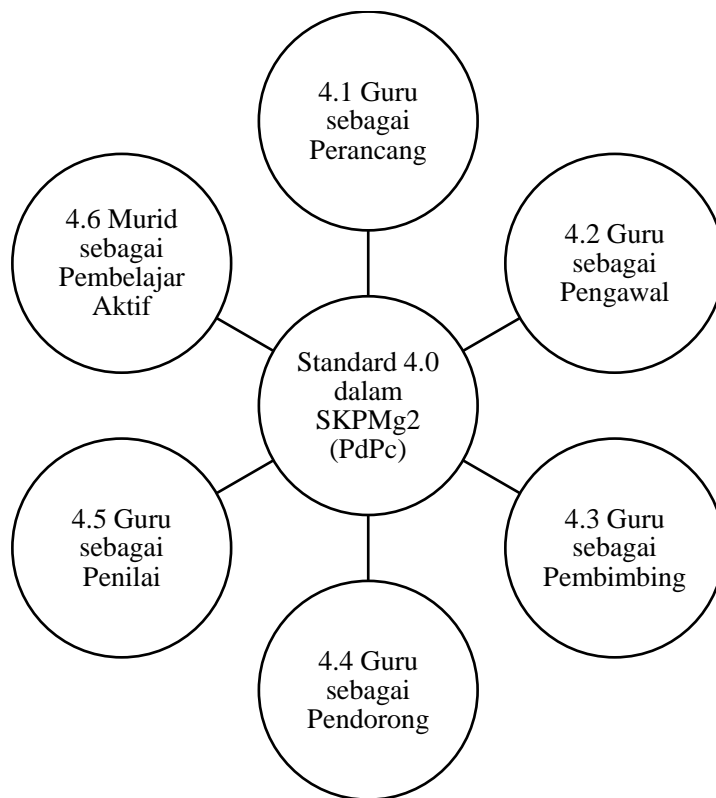 4.1 Guru
sebagai
Perancang
4.2 Guru
sebagai
Pengawal
4.3 Guru
sebagai
Pembimbing
4.4 Guru
sebagai
Pendorong
4.5 Guru
sebagai
Penilai
4.6 Murid
sebagai
Pembelajar
Aktif
Standard 4.0
dalam
SKPMg2
(PdPc)